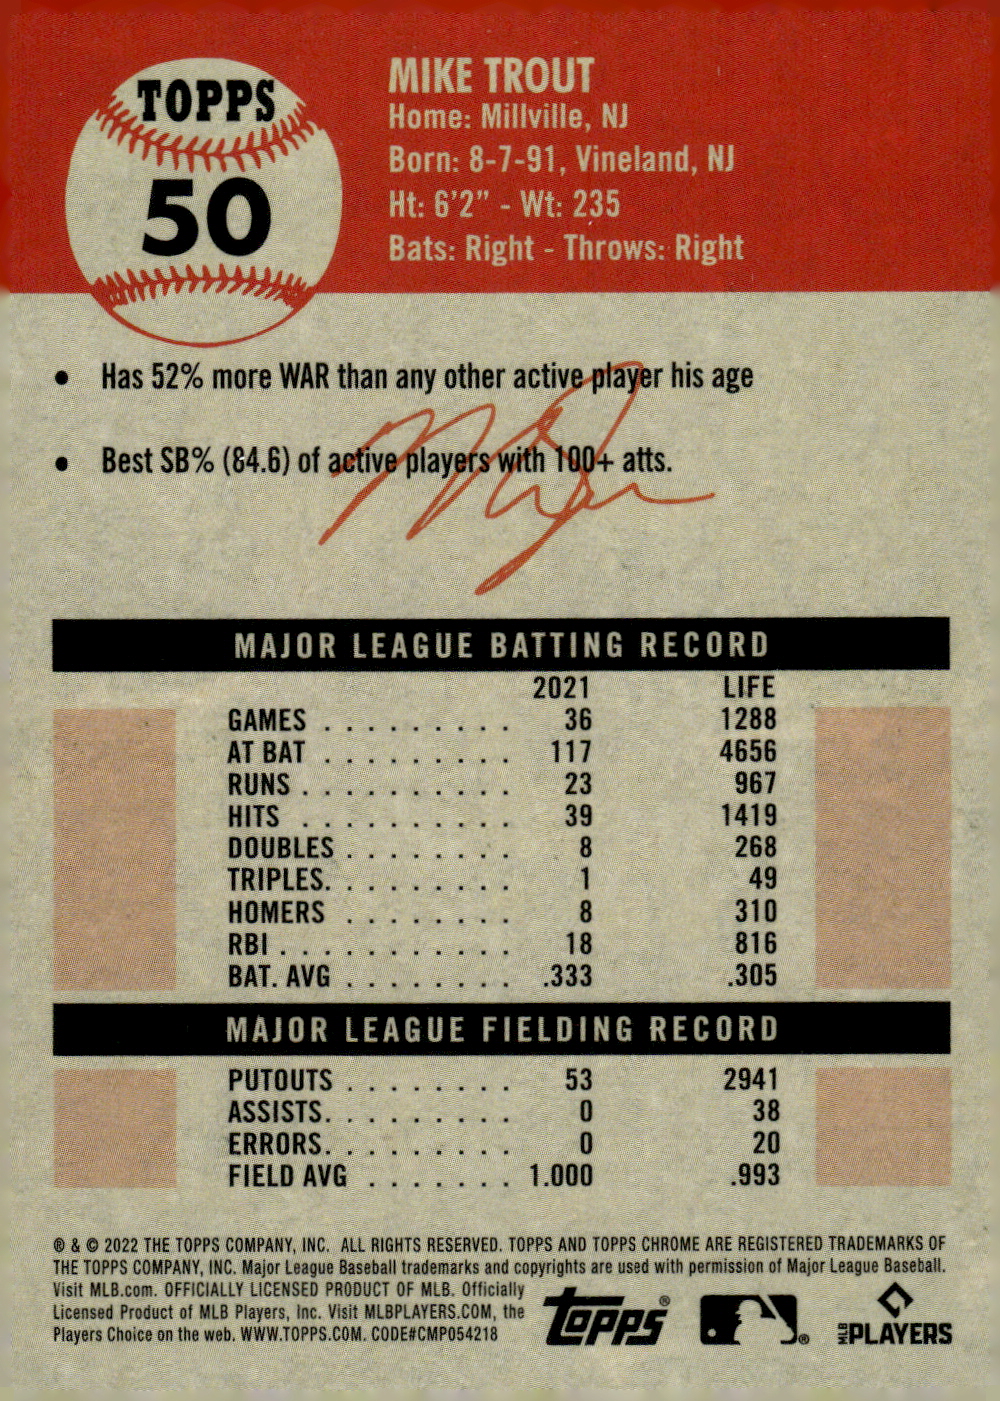 TOPPS
50
MIKE TROUT
Home: Millville, NJ
Born: 8-7-91, Vineland, NJ
Ht: 6'2" - Wt: 235
Bats: Right - Throws: Right
• Has 52% more WAR than any other active player his age
• Best SB% (84.6) of active players with 100+ atts.
MAJOR LEAGUE BATTING RECORD
2021 LIFE
GAMES . . . . . . . . . 36 1288
AT BAT . . . . . . . . . 117 4656
RUNS . . . . . . . . . . 23 967
HITS . . . . . . . . . . 39 1419
DOUBLES . . . . . . . . 8 268
TRIPLES. . . . . . . . . 1 49
HOMERS . . . . . . . . 8 310
RBI . . . . . . . . . . . 18 816
BAT. AVG . . . . . . . . .333 .305
MAJOR LEAGUE FIELDING RECORD
PUTOUTS . . . . . . . . 53 2941
ASSISTS. . . . . . . . . 0 38
ERRORS. . . . . . . . . 0 20
FIELD AVG . . . . . . . 1.000 .993
® & © 2022 THE TOPPS COMPANY, INC. ALL RIGHTS RESERVED. TOPPS AND TOPPS CHROME ARE REGISTERED TRADEMARKS OF
THE TOPPS COMPANY, INC. Major League Baseball trademarks and copyrights are used with permission of Major League Baseball.
Visit MLB.com. OFFICIALLY LICENSED PRODUCT OF MLB. Officially
Licensed Product of MLB Players, Inc. Visit MLBPLAYERS.COM, the
Players Choice on the web. WWW.TOPPS.COM. CODE#CMP054218
Topps ® ® MLB PLAYERS